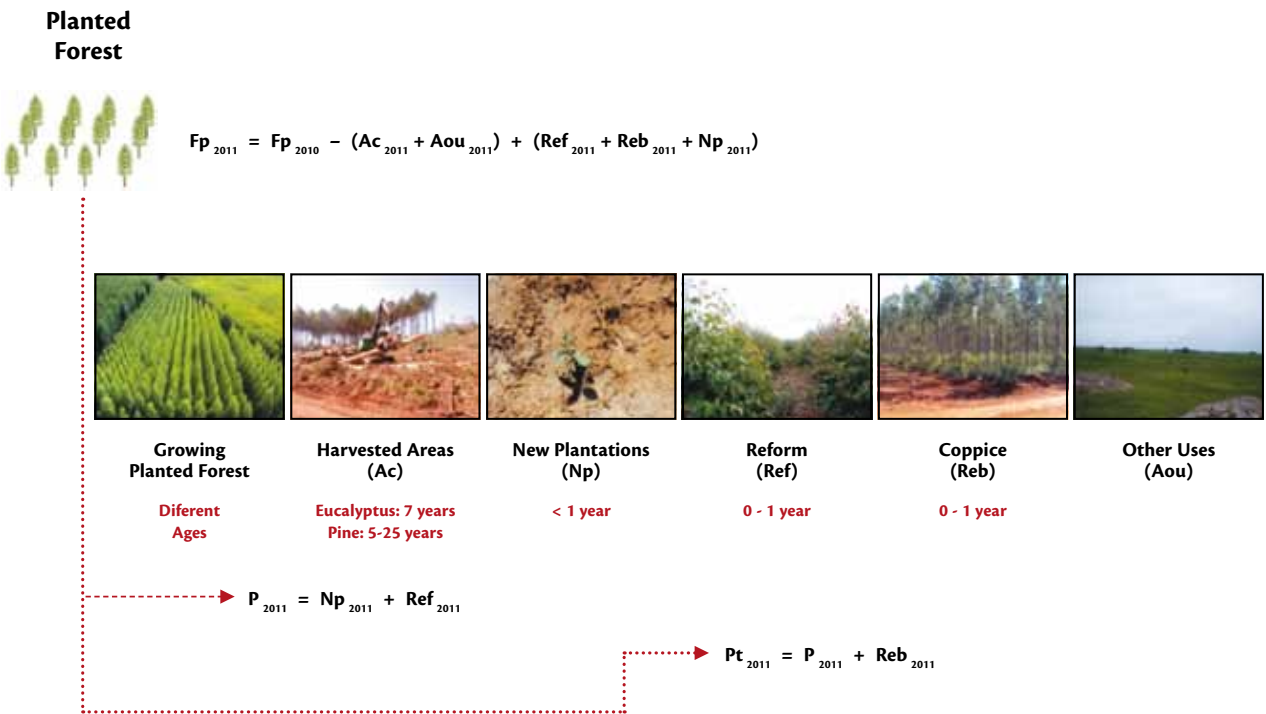 Planted
Forest
Fp 2011 = Fp 2010 – (Ac 2011 + Aou 2011) + (Ref 2011 + Reb 2011 + Np 2011)
Growing
Planted Forest
Diferent
Ages
Harvested Areas
(Ac)
Eucalyptus: 7 years
Pine: 5-25 years
New Plantations
(Np)
< 1 year
Reform
(Ref)
0 - 1 year
Coppice
(Reb)
0 - 1 year
Other Uses
(Aou)
P 2011 = Np 2011 + Ref 2011
Pt 2011 = P 2011 + Reb 2011